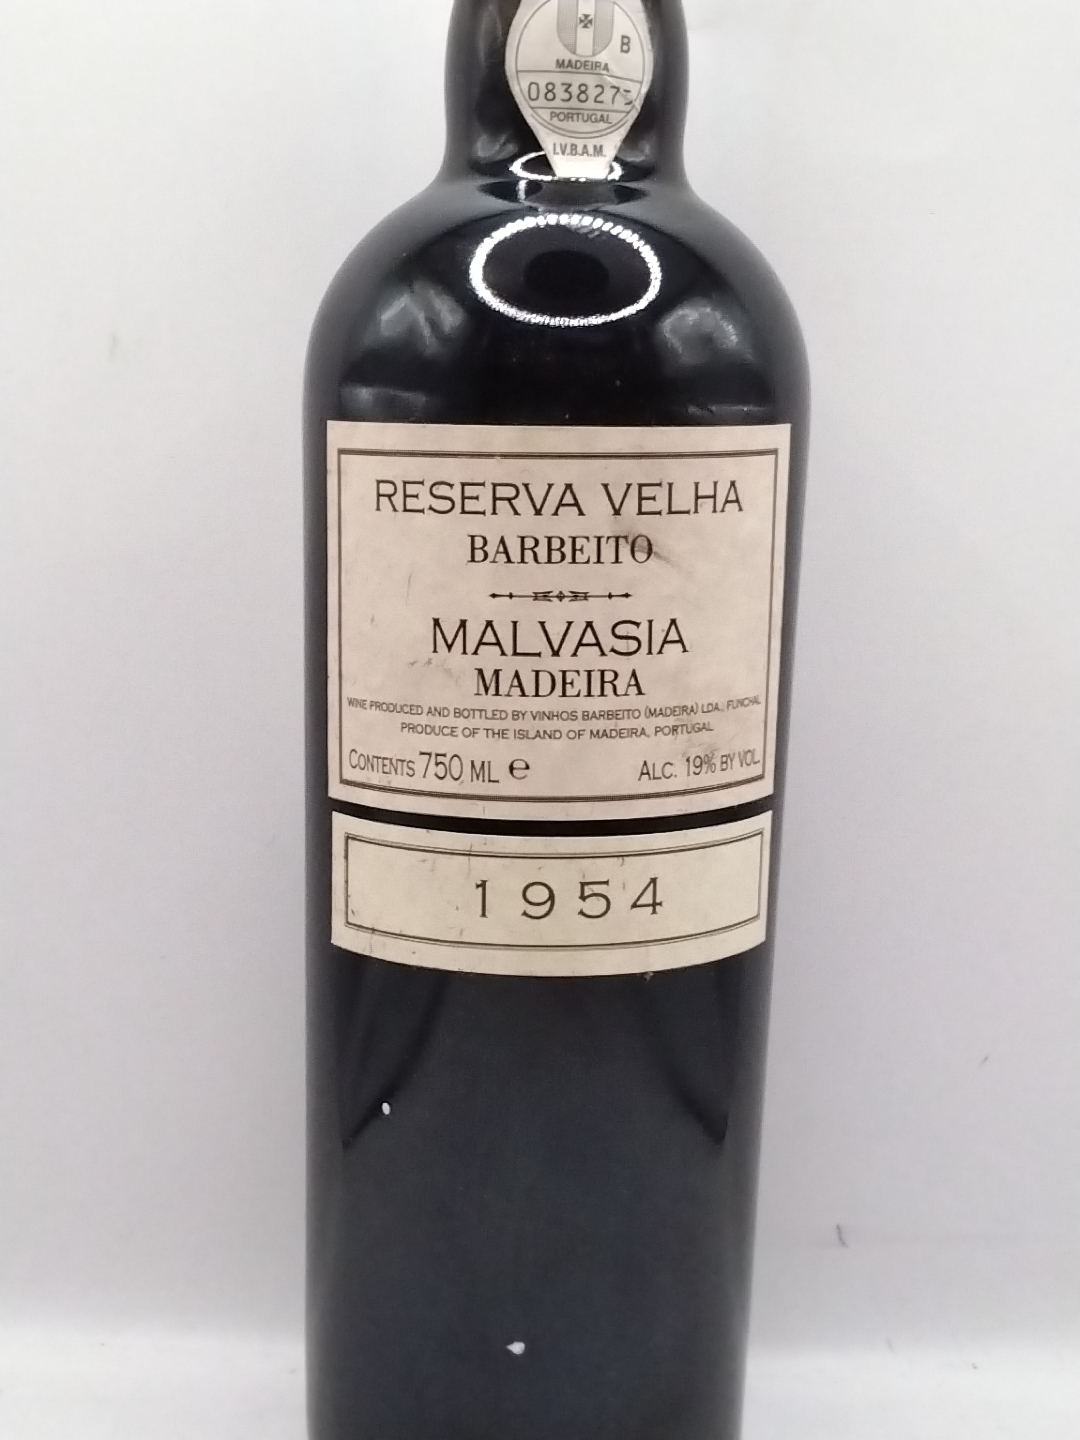 B
MADEIRA
083827
PORTUGAL
I.V.B.A.M.
RESERVA VELHA
BARBEITO
MALVASIA
MADEIRA
WINE PRODUCED AND BOTTLED BY VINHOS BARBEITO (MADEIRA) LDA., FUNCHAL
PRODUCE OF THE ISLAND OF MADEIRA, PORTUGAL
CONTENTS 750 ML e ALC. 19% BY VOL.
1954